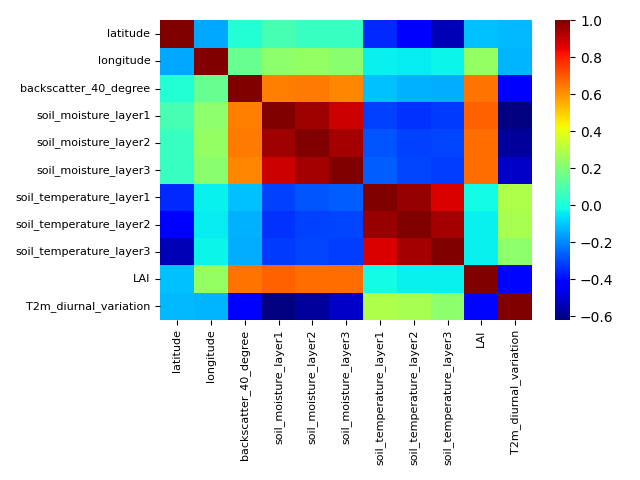 latitude
longitude
backscatter_40_degree
soil_moisture_layer1
soil_moisture_layer2
soil_moisture_layer3
soil_temperature_layer1
soil_temperature_layer2
soil_temperature_layer3
LAI
T2m_diurnal_variation
latitude
longitude
backscatter_40_degree
soil_moisture_layer1
soil_moisture_layer2
soil_moisture_layer3
soil_temperature_layer1
soil_temperature_layer2
soil_temperature_layer3
LAI
T2m_diurnal_variation
1.0
0.8
0.6
0.4
0.2
0.0
−0.2
−0.4
−0.6